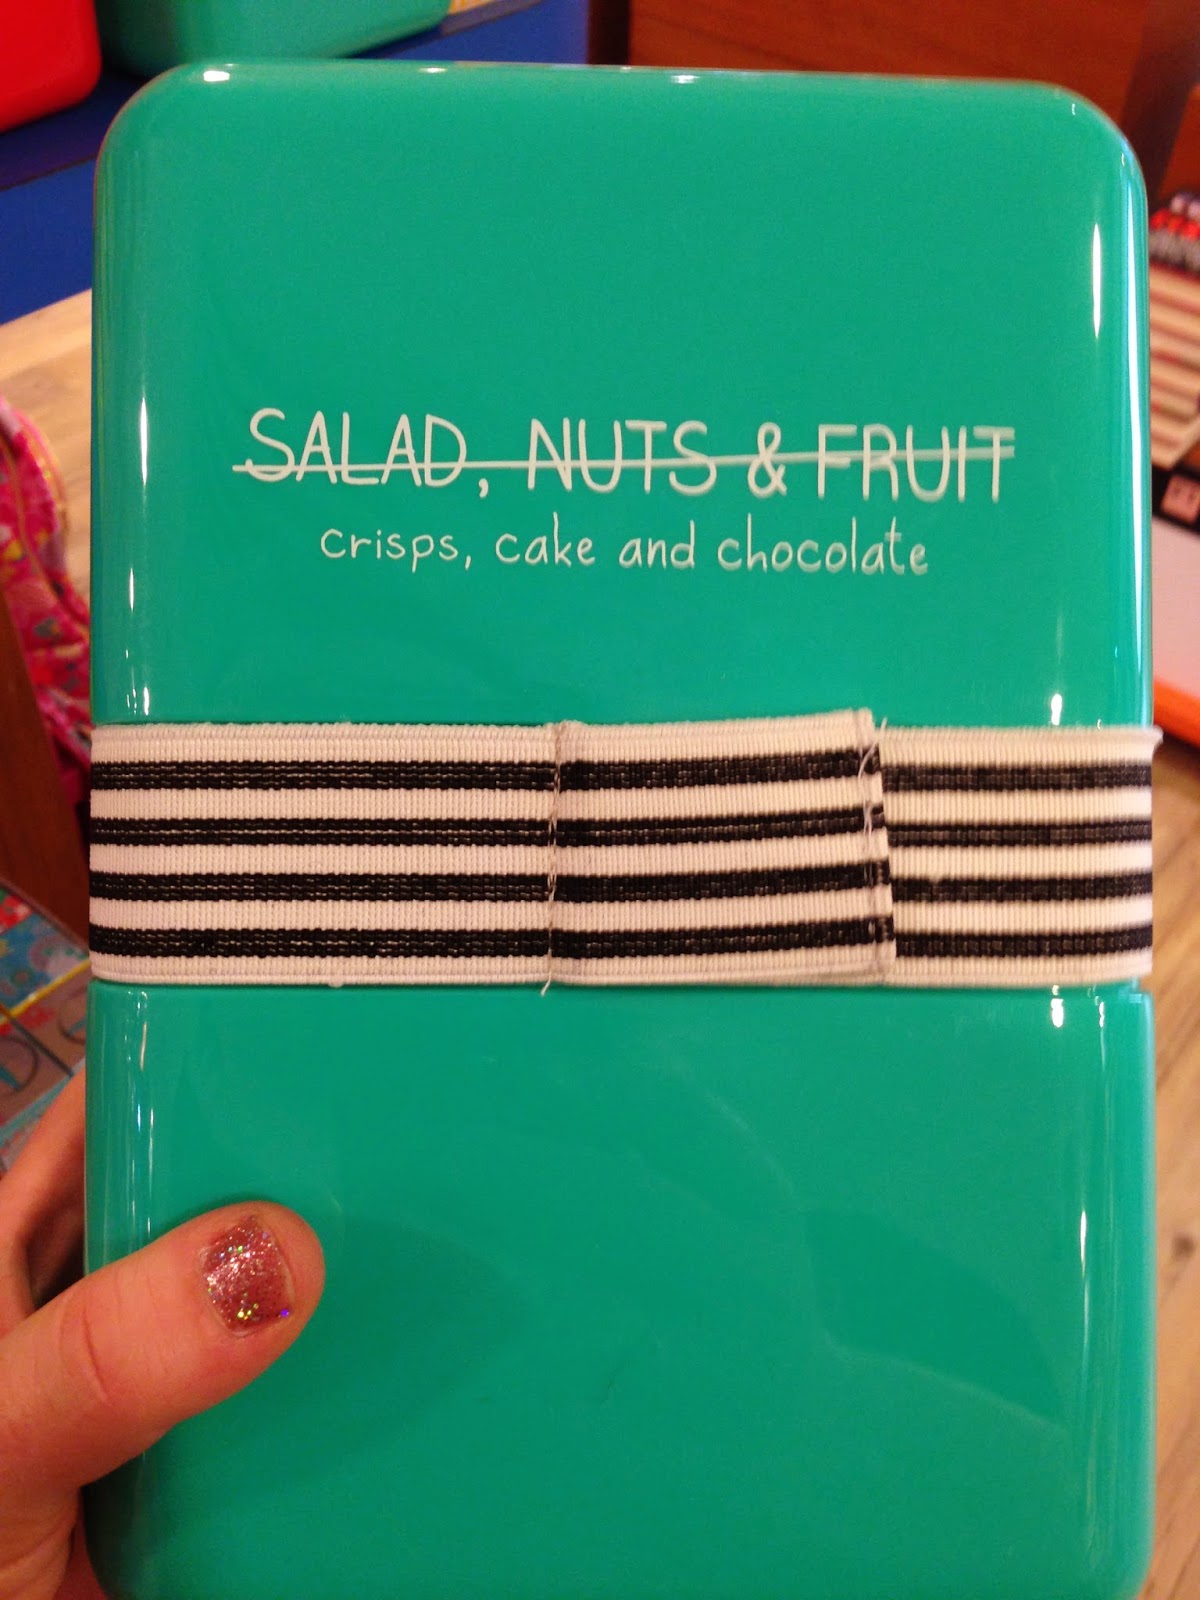 SALAD, NUTS & FRUIT
crisps, cake and chocolate